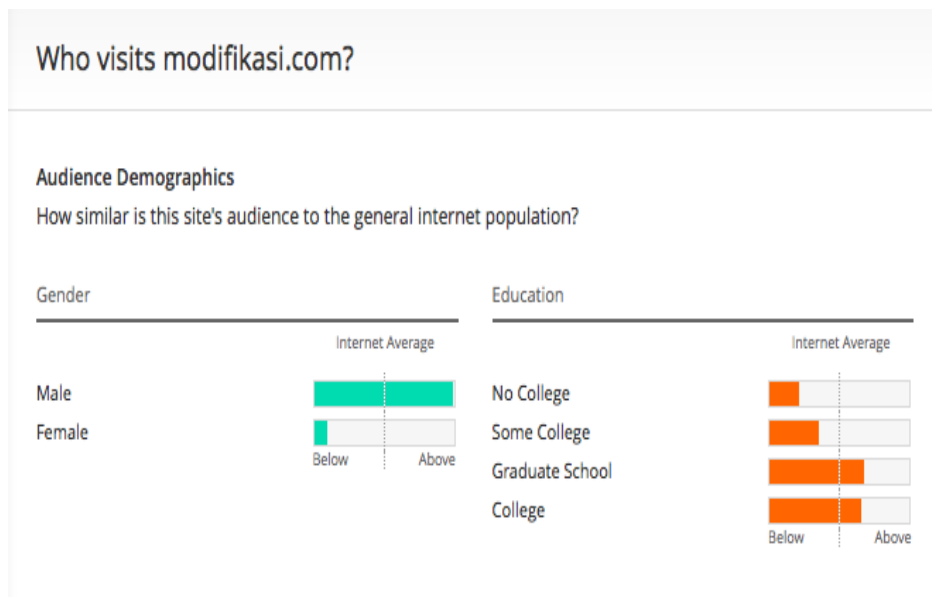 Who visits modifikasi.com?
Audience Demographics
How similar is this site's audience to the general internet population?
Gender
Internet Average
Male
Female
Below Above
Education
Internet Average
No College
Some College
Graduate School
College
Below Above